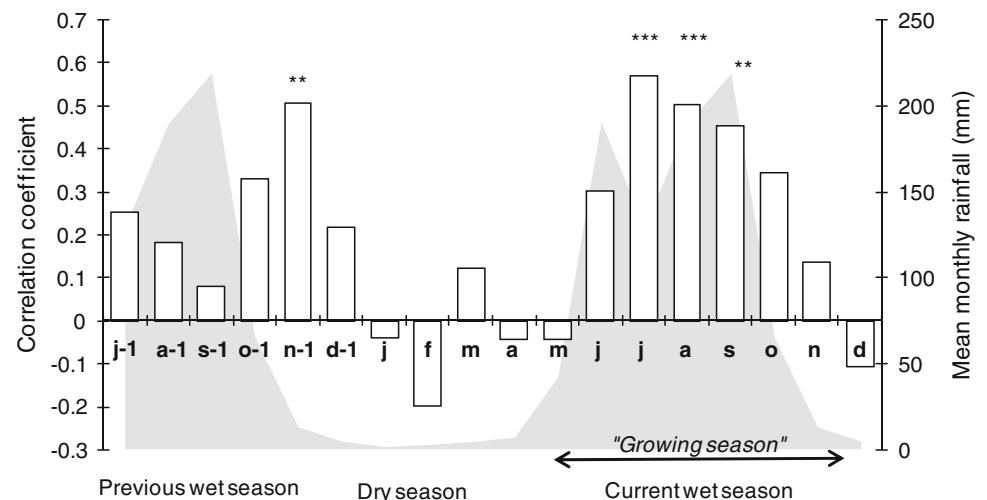 0.7
0.6
0.5
0.4
0.3
0.2
0.1
0
-0.1
-0.2
-0.3
Correlation coefficient
250
200
150
100
50
0
Mean monthly rainfall (mm)
** *** *** **
j-1 a-1 s-1 o-1 n-1 d-1 j f m a m j j a s o n d
"Growing season"
Previous wet season Dry season Current wet season